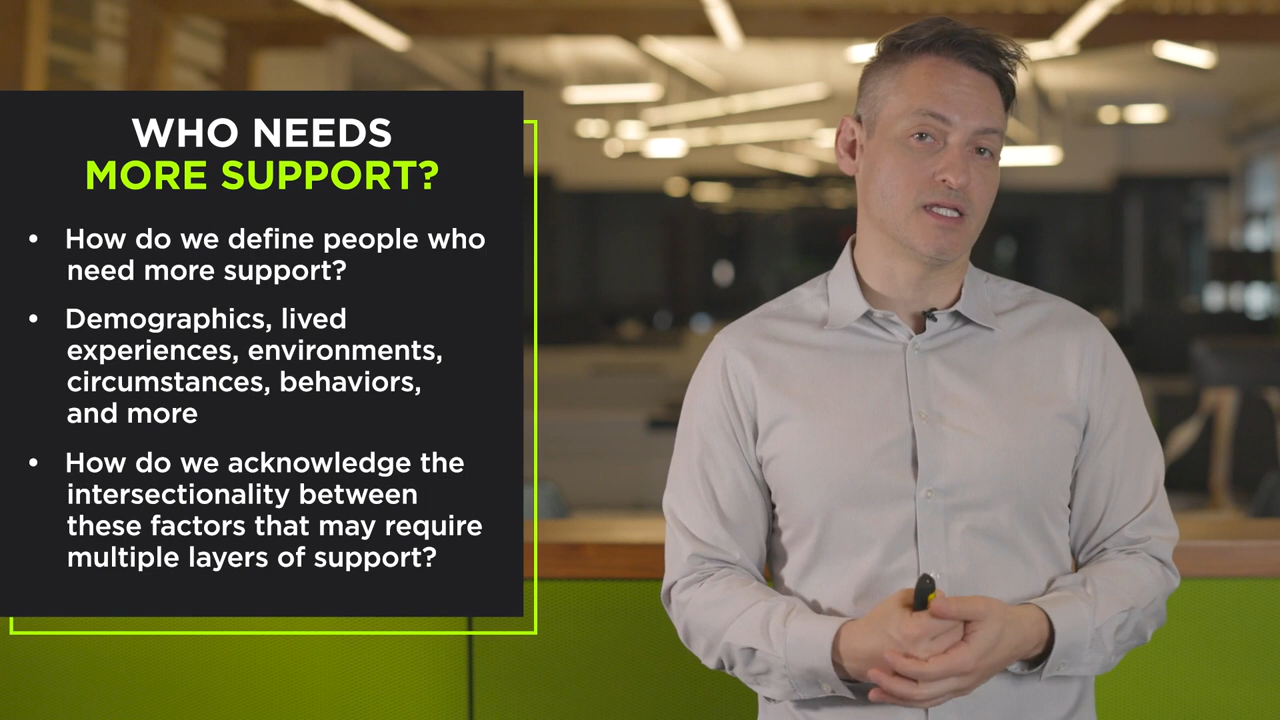 WHO NEEDS
MORE SUPPORT?
• How do we define people who
need more support?
• Demographics, lived
experiences, environments,
circumstances, behaviors,
and more
• How do we acknowledge the
intersectionality between
these factors that may require
multiple layers of support?